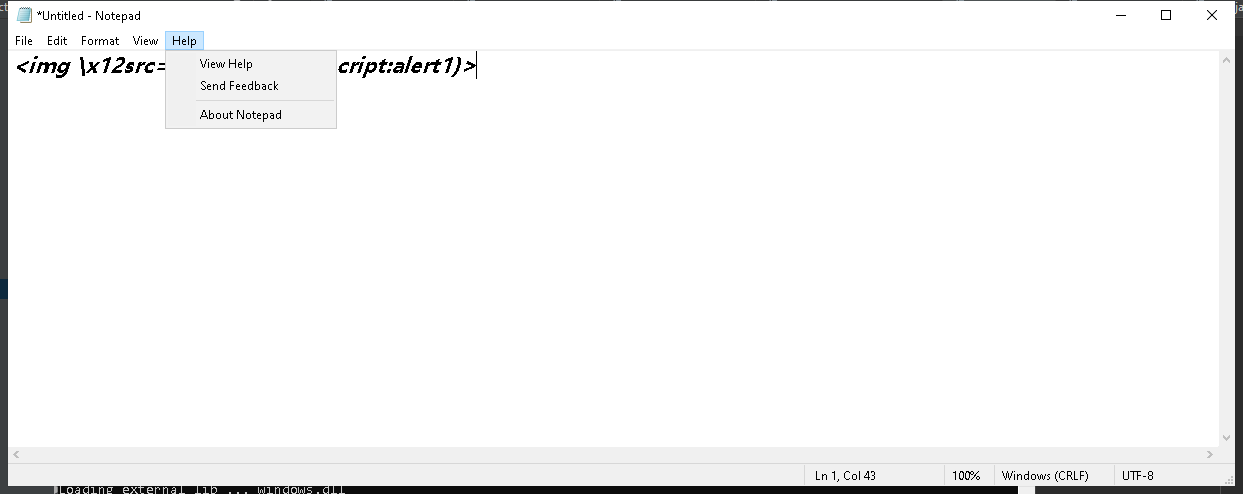 *Untitled - Notepad
File Edit Format View Help
<img \x12src= cript:alert1)>
View Help
Send Feedback
About Notepad
Ln 1, Col 43 100% Windows (CRLF) UTF-8
Loading external lib ... windows.dll